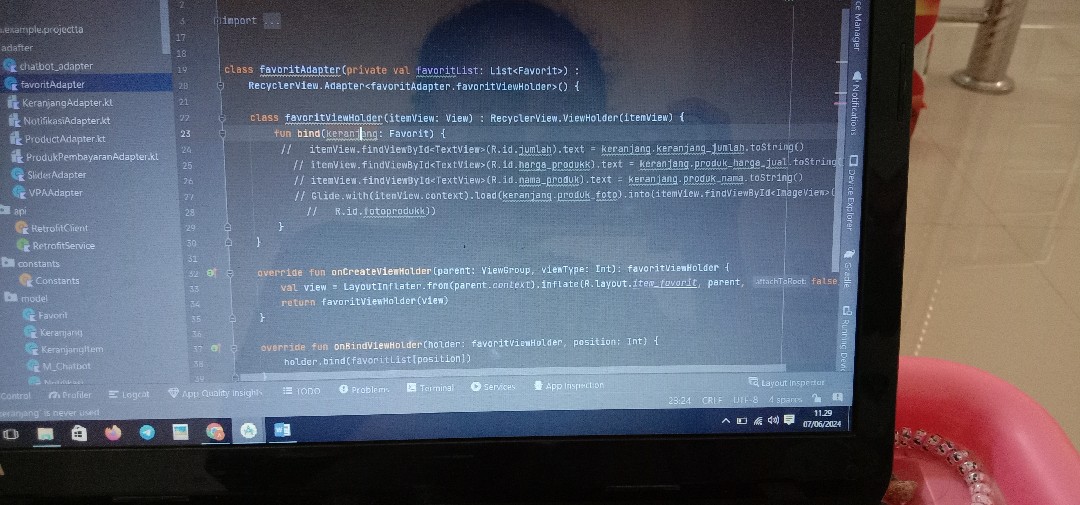 .example.projectta
adafter
chatbot_adapter
favoritAdapter
KeranjangAdapter.kt
NotifikasiAdapter.kt
ProductAdapter.kt
ProdukPembayaranAdapter.kt
SliderAdapter
VPAAdapter
api
RetrofitClient
RetrofitService
constants
Constants
model
Favorit
Keranjang
KeranjangItem
M_Chatbot
2
3 import ...
17
18
19 class favoritAdapter(private val favoritList: List<Favorit>) :
20 RecyclerView.Adapter<favoritAdapter.favoritViewHolder>() {
21
22 class favoritViewHolder(itemView: View) : RecyclerView.ViewHolder(itemView) {
23 fun bind(keranjang: Favorit) {
24 // itemView.findViewById<TextView>(R.id.jumlah).text = keranjang.keranjang_jumlah.toString()
25 // itemView.findViewById<TextView>(R.id.harga_produkk).text = keranjang.produk_harga_jual.toString
26 // itemView.findViewById<TextView>(R.id.nama_produk).text = keranjang.produk_nama.toString()
27 // Glide.with(itemView.context).load(keranjang.produk_foto).into(itemView.findViewById<ImageView>(
28 // R.id.fotoprodukk))
29 }
30 }
31
32 override fun onCreateViewHolder(parent: ViewGroup, viewType: Int): favoritViewHolder {
33 val view = LayoutInflater.from(parent.context).inflate(R.layout.item_favorit, parent, attachToRoot: false
34 return favoritViewHolder(view)
35 }
36
37 override fun onBindViewHolder(holder: favoritViewHolder, position: Int) {
38 holder.bind(favoritList[position])
39 }
ce Manager
Notifications
Device Explorer
Gradle
Running Dev
Control Profiler Logcat App Quality Insights TODO Problems Terminal Services App Inspection Layout Inspector
keranjang' is never used
23:24 CRLF UTF-8 4 spaces
11.29
07/06/2024